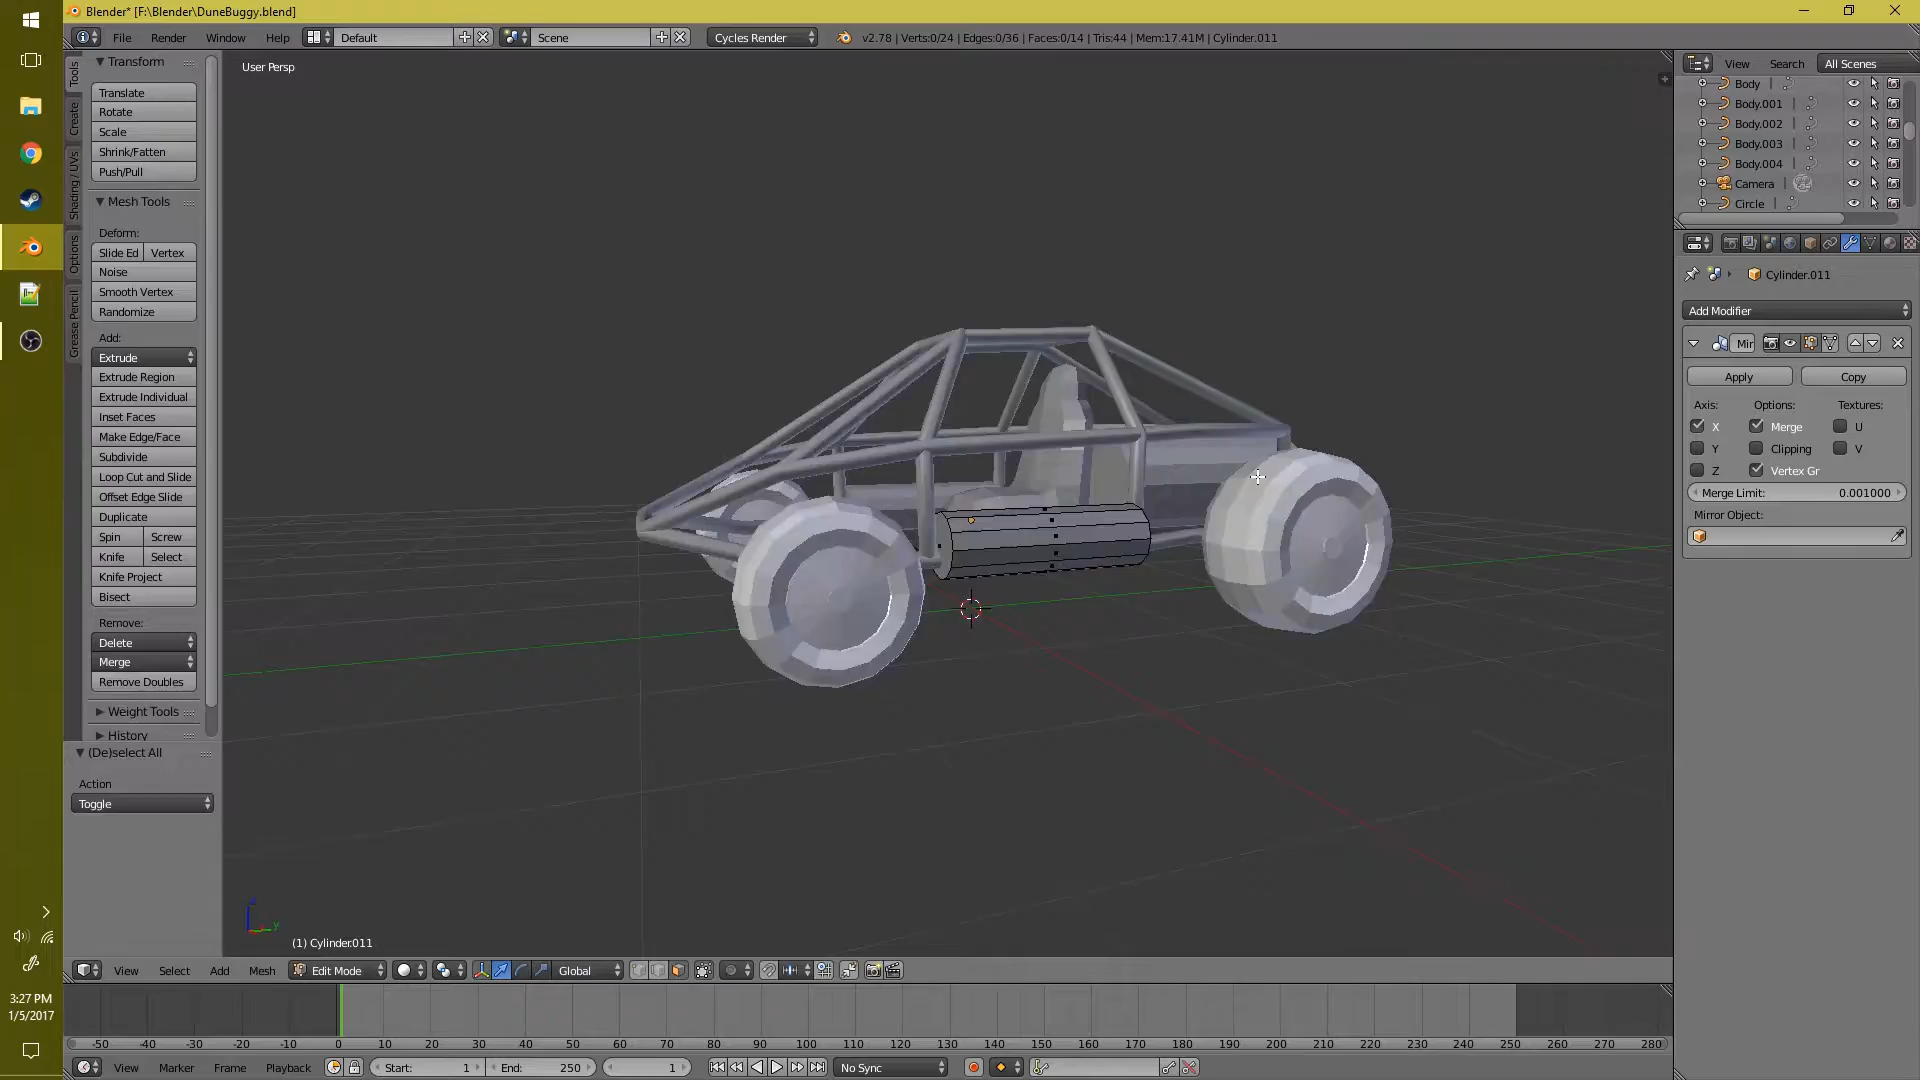 Blender* [F:\Blender\DuneBuggy.blend]
File Render Window Help Default Scene Cycles Render v2.78 | Verts:0/24 | Edges:0/36 | Faces:0/14 | Tris:44 | Mem:17.41M | Cylinder.011
Tools
Create
Shading / UVs
Options
Grease Pencil
Transform
Translate
Rotate
Scale
Shrink/Fatten
Push/Pull
Mesh Tools
Deform:
Slide Ed Vertex
Noise
Smooth Vertex
Randomize
Add:
Extrude
Extrude Region
Extrude Individual
Inset Faces
Make Edge/Face
Subdivide
Loop Cut and Slide
Offset Edge Slide
Duplicate
Spin Screw
Knife Select
Knife Project
Bisect
Remove:
Delete
Merge
Remove Doubles
Weight Tools
History
(De)select All
Action
Toggle
User Persp
(1) Cylinder.011
View Search All Scenes
Body
Body.001
Body.002
Body.003
Body.004
Camera
Circle
Cylinder.011
Add Modifier
Mir
Apply Copy
Axis: Options: Textures:
X Merge U
Y Clipping V
Z Vertex Gr
Merge Limit: 0.001000
Mirror Object:
View Select Add Mesh Edit Mode Global
-50 -40 -30 -20 -10 0 10 20 30 40 50 60 70 80 90 100 110 120 130 140 150 160 170 180 190 200 210 220 230 240 250 260 270 280
View Marker Frame Playback Start: 1 End: 250 1 No Sync
3:27 PM
1/5/2017